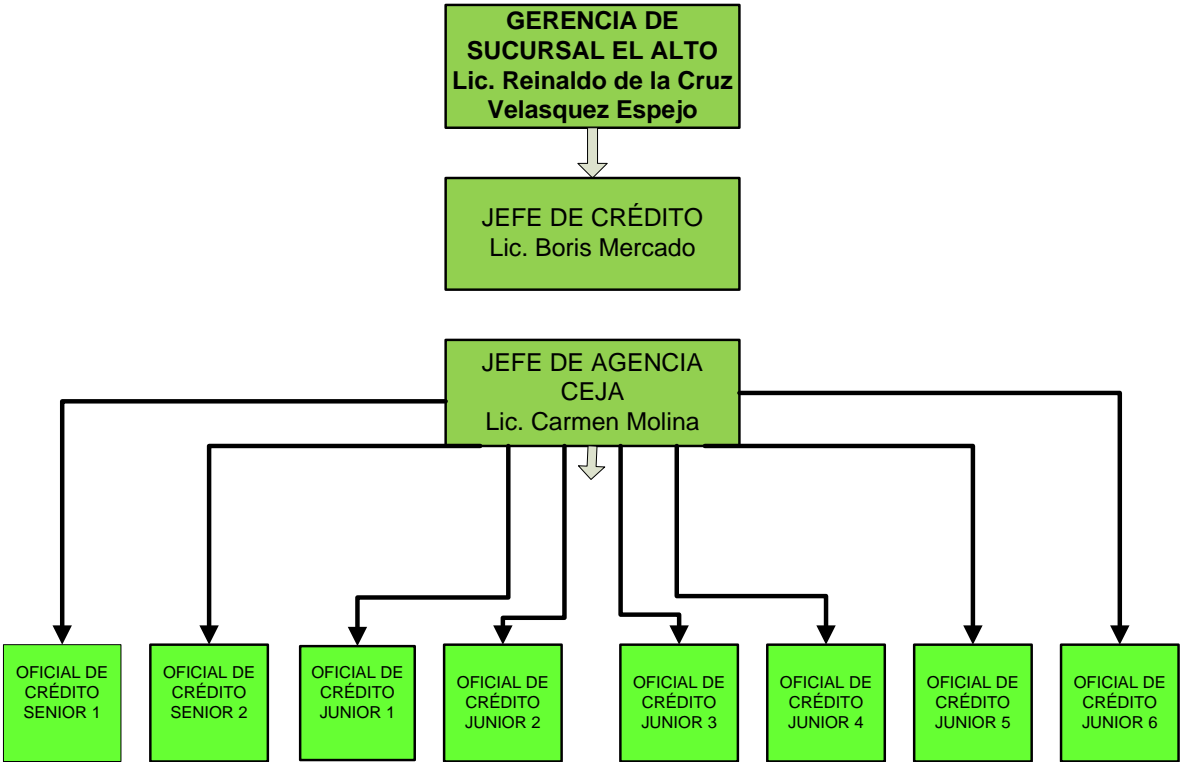 GERENCIA DE
SUCURSAL EL ALTO
Lic. Reinaldo de la Cruz
Velasquez Espejo
JEFE DE CRÉDITO
Lic. Boris Mercado
JEFE DE AGENCIA
CEJA
Lic. Carmen Molina
OFICIAL DE
CRÉDITO
SENIOR 1
OFICIAL DE
CRÉDITO
SENIOR 2
OFICIAL DE
CRÉDITO
JUNIOR 1
OFICIAL DE
CRÉDITO
JUNIOR 2
OFICIAL DE
CRÉDITO
JUNIOR 3
OFICIAL DE
CRÉDITO
JUNIOR 4
OFICIAL DE
CRÉDITO
JUNIOR 5
OFICIAL DE
CRÉDITO
JUNIOR 6